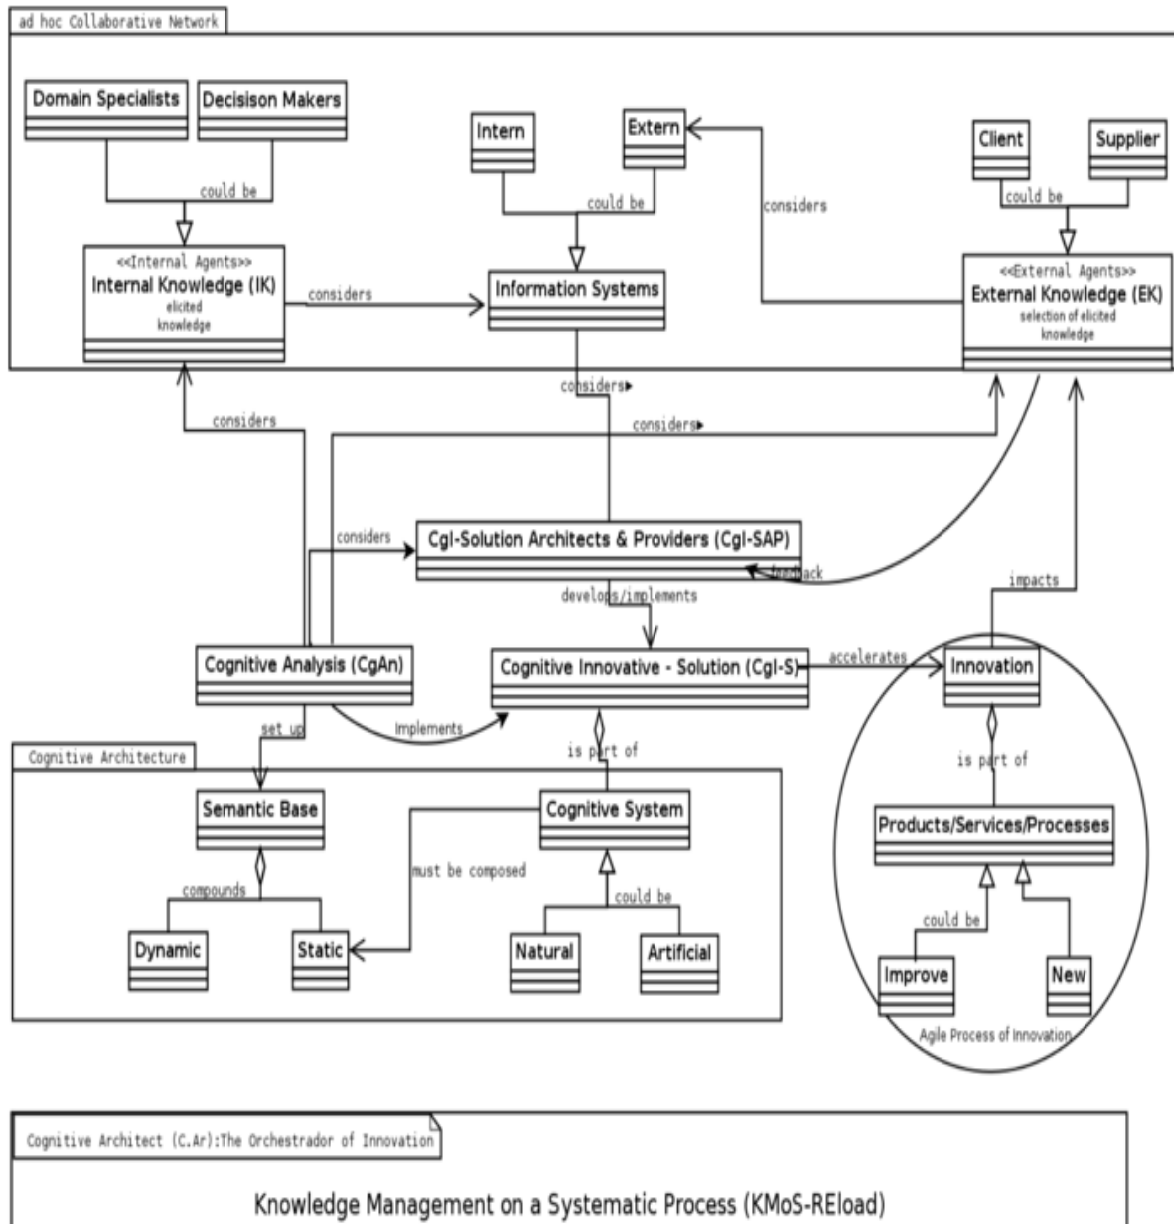 ad hoc Collaborative Network
Domain Specialists
Decisison Makers
Intern
Extern
Client
Supplier
could be
could be
could be
considers
<<Internal Agents>>
Internal Knowledge (IK)
elicited
knowledge
considers
Information Systems
<<External Agents>>
External Knowledge (EK)
selection of elicited
knowledge
considers
considers
considers
CgI-Solution Architects & Providers (CgI-SAP)
considers
feedback
develops/implements
impacts
Cognitive Analysis (CgAn)
Cognitive Innovative - Solution (CgI-S)
accelerates
Innovation
set up
Implements
is part of
is part of
Cognitive Architecture
Semantic Base
Cognitive System
Products/Services/Processes
compounds
must be composed
could be
could be
Dynamic
Static
Natural
Artificial
Improve
New
Agile Process of Innovation
Cognitive Architect (C.Ar):The Orchestrador of Innovation
Knowledge Management on a Systematic Process (KMoS-REload)